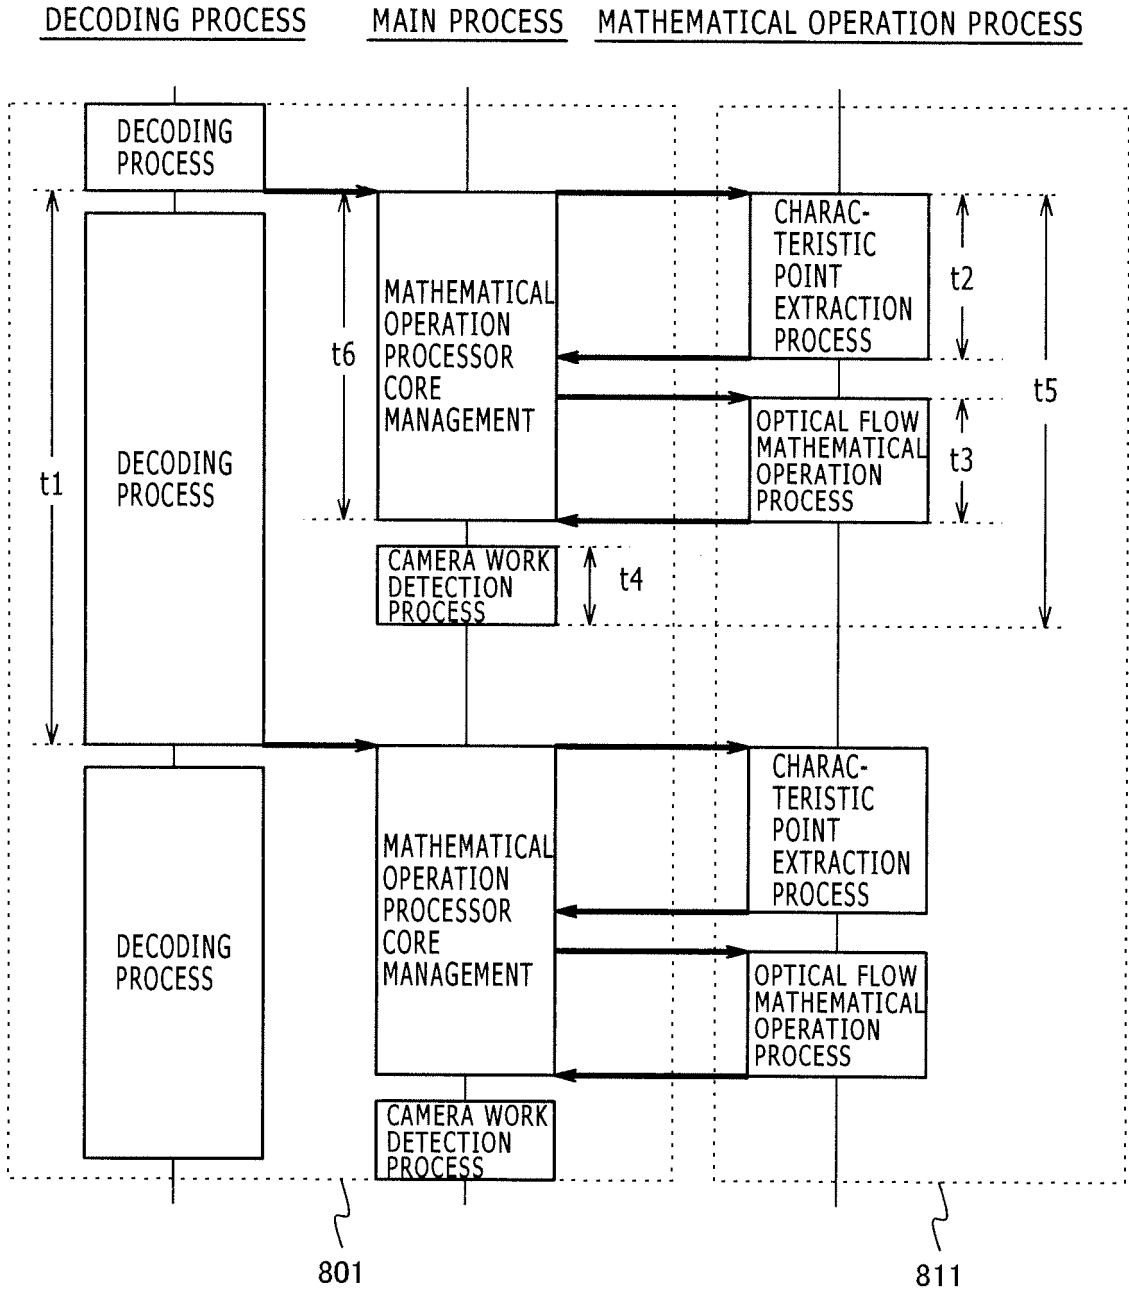 DECODING PROCESS
MAIN PROCESS
MATHEMATICAL OPERATION PROCESS
DECODING
PROCESS
CHARAC-
TERISTIC
POINT
EXTRACTION
PROCESS
t2
MATHEMATICAL
OPERATION
PROCESSOR
CORE
MANAGEMENT
t6
t5
OPTICAL FLOW
MATHEMATICAL
OPERATION
PROCESS
t3
DECODING
PROCESS
t1
CAMERA WORK
DETECTION
PROCESS
t4
CHARAC-
TERISTIC
POINT
EXTRACTION
PROCESS
MATHEMATICAL
OPERATION
PROCESSOR
CORE
MANAGEMENT
DECODING
PROCESS
OPTICAL FLOW
MATHEMATICAL
OPERATION
PROCESS
CAMERA WORK
DETECTION
PROCESS
801
811